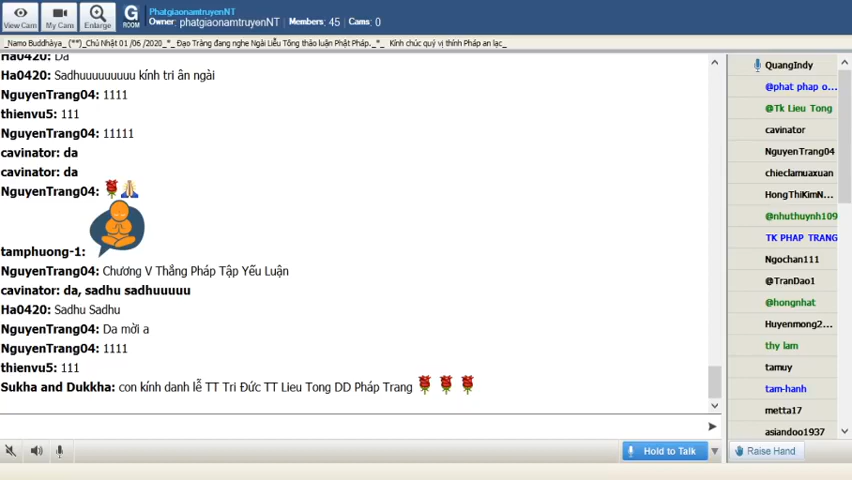 PhatgiaonamtruyenNT
Owner: phatgiaonamtruyenNT | Members: 45 | Cams: 0
View Cam
My Cam
Enlarge
G
ROOM
_Namo Buddhàya_ (**)_Chủ Nhật 01 /06 /2020_*_ Đạo Tràng đang nghe Ngài Liễu Tông thảo luận Phật Pháp._*_ Kính chúc quý vị thính Pháp an lạc_
Ha0420: Da
Ha0420: Sadhuuuuuuuuu kính tri ân ngài
NguyenTrang04: 1111
thienvu5: 111
NguyenTrang04: 11111
cavinator: da
cavinator: da
NguyenTrang04:
tamphuong-1:
NguyenTrang04: Chương V Thắng Pháp Tập Yếu Luận
cavinator: da, sadhu sadhuuuuu
Ha0420: Sadhu Sadhu
NguyenTrang04: Da mời a
NguyenTrang04: 1111
thienvu5: 111
Sukha and Dukkha: con kính danh lễ TT Tri Đức TT Lieu Tong DD Pháp Trang
QuangIndy
@phat phap o...
@Tk Lieu Tong
cavinator
NguyenTrang04
chieclamuaxuan
HongThiKimN...
@nhuthuynh109
TK PHAP TRANG
Ngochan111
@TranDao1
@hongnhat
Huyenmong2...
thy lam
tamuy
tam-hanh
metta17
asiandoo1937
Hold to Talk
Raise Hand